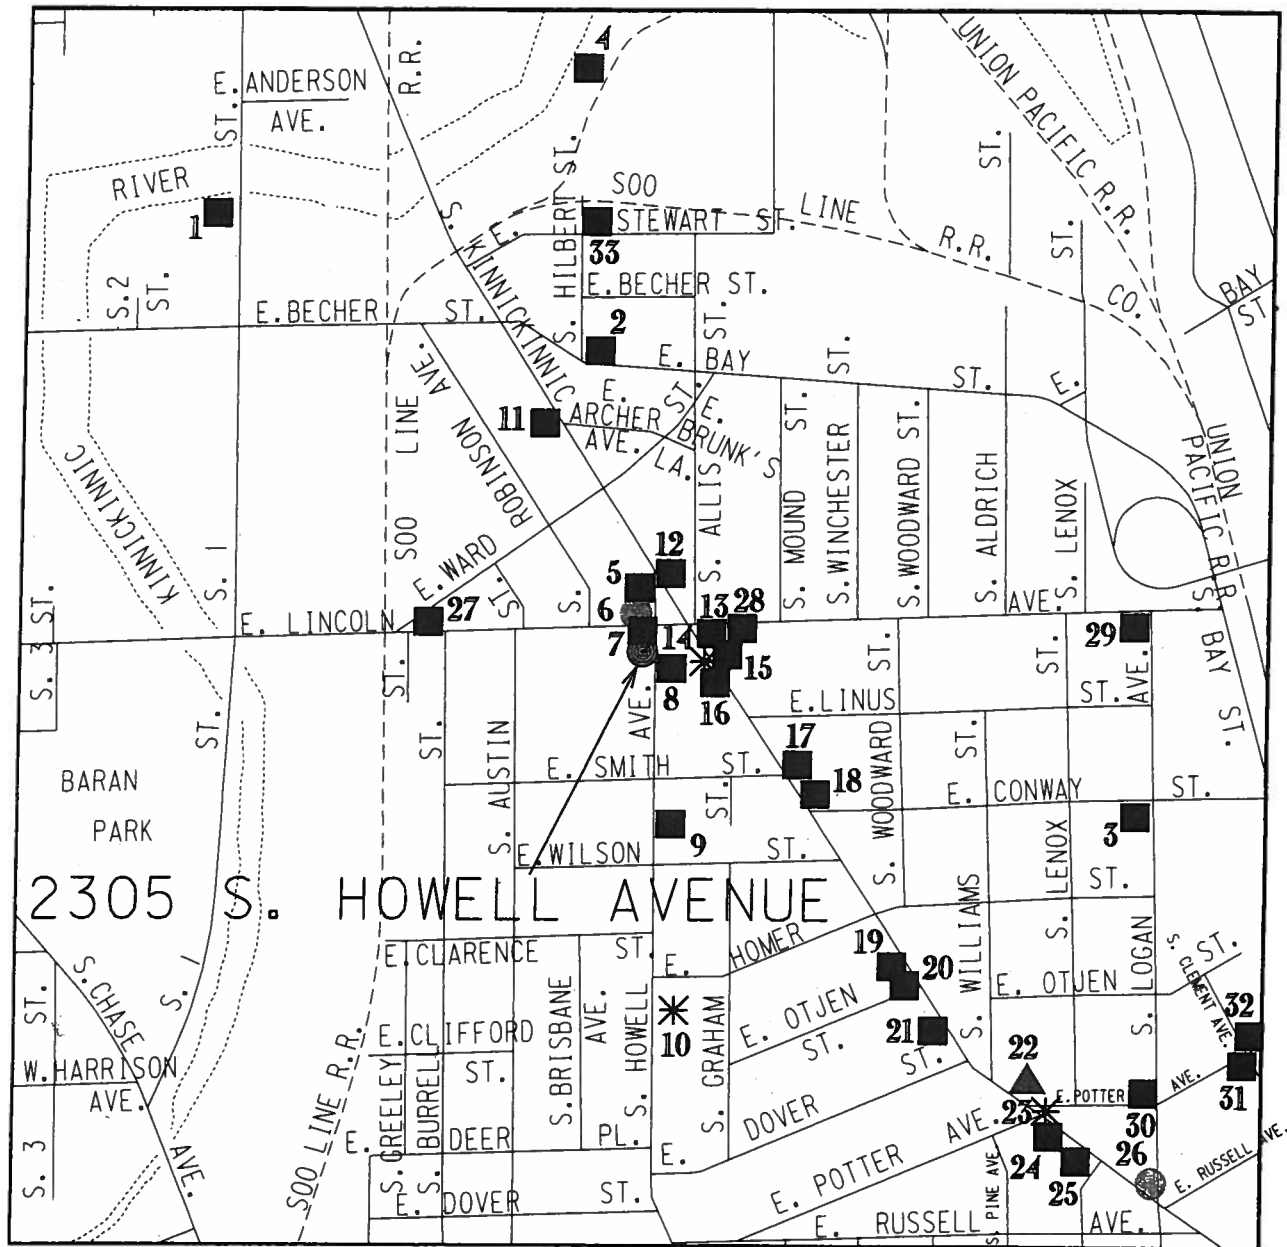 4
E. ANDERSON
AVE.
ST.
R.R.
UNION PACIFIC R.R.
RIVER
1
S. HILBERT ST.
SOO
LINE
R.R.
E. STEWART ST.
33
ST.
ST.
CO.
BAY
ST
S.2
ST.
E. BECHER
ST.
E. BECHER ST.
2
E. BAY
ST.
E.
S. KINNICKINNIC
AVE.
ROBINSON
S.
11
E.
ARCHER
AVE.
ST.
E.
BRUNK'S
LA.
S. ALLIS
ST.
S. MOUND
ST.
S. WINCHESTER
ST.
S. WOODWARD ST.
S. ALDRICH
S. LENOX
UNION
PACIFIC R.R.
KINNICKINNIC
S. 1
SOO
LINE
E. WARD
ST.
12
5
6
7
13
28
14
15
8
16
E. LINCOLN
27
AVE.
29
S. BAY ST.
S. 3
ST.
ST.
ST.
ST.
S. AUSTIN
AVE.
E. LINUS
ST.
ST.
ST.
AVE.
17
E. SMITH
ST.
18
S. WOODWARD
ST.
E. CONWAY
ST.
BARAN
PARK
9
ST.
3
E. WILSON
ST.
LENOX
S.
ST.
2305 S. HOWELL AVENUE
S. CHASE
AVE.
S. 1
E. CLARENCE
ST.
E.
HOMER
19
20
S. WILLIAMS
E. OTJEN
ST.
S. LOGAN
S. CLEMENT AVE.
32
31
ST.
W. HARRISON
AVE.
S. 3
SOO LINE R.R.
E. CLIFFORD
ST.
S. GREELEY
S. BURRELL
S. BRISBANE
AVE.
S. HOWELL
10
S. GRAHAM
E. OTJEN
ST.
21
ST.
22
E. POTTER
AVE.
23
30
E. DEER
PL.
E.
DOVER
24
25
26
E. RUSSELL AVE.
E. DOVER
ST.
E. POTTER
AVE.
S. PINE AVE.
E. RUSSELL
AVE.